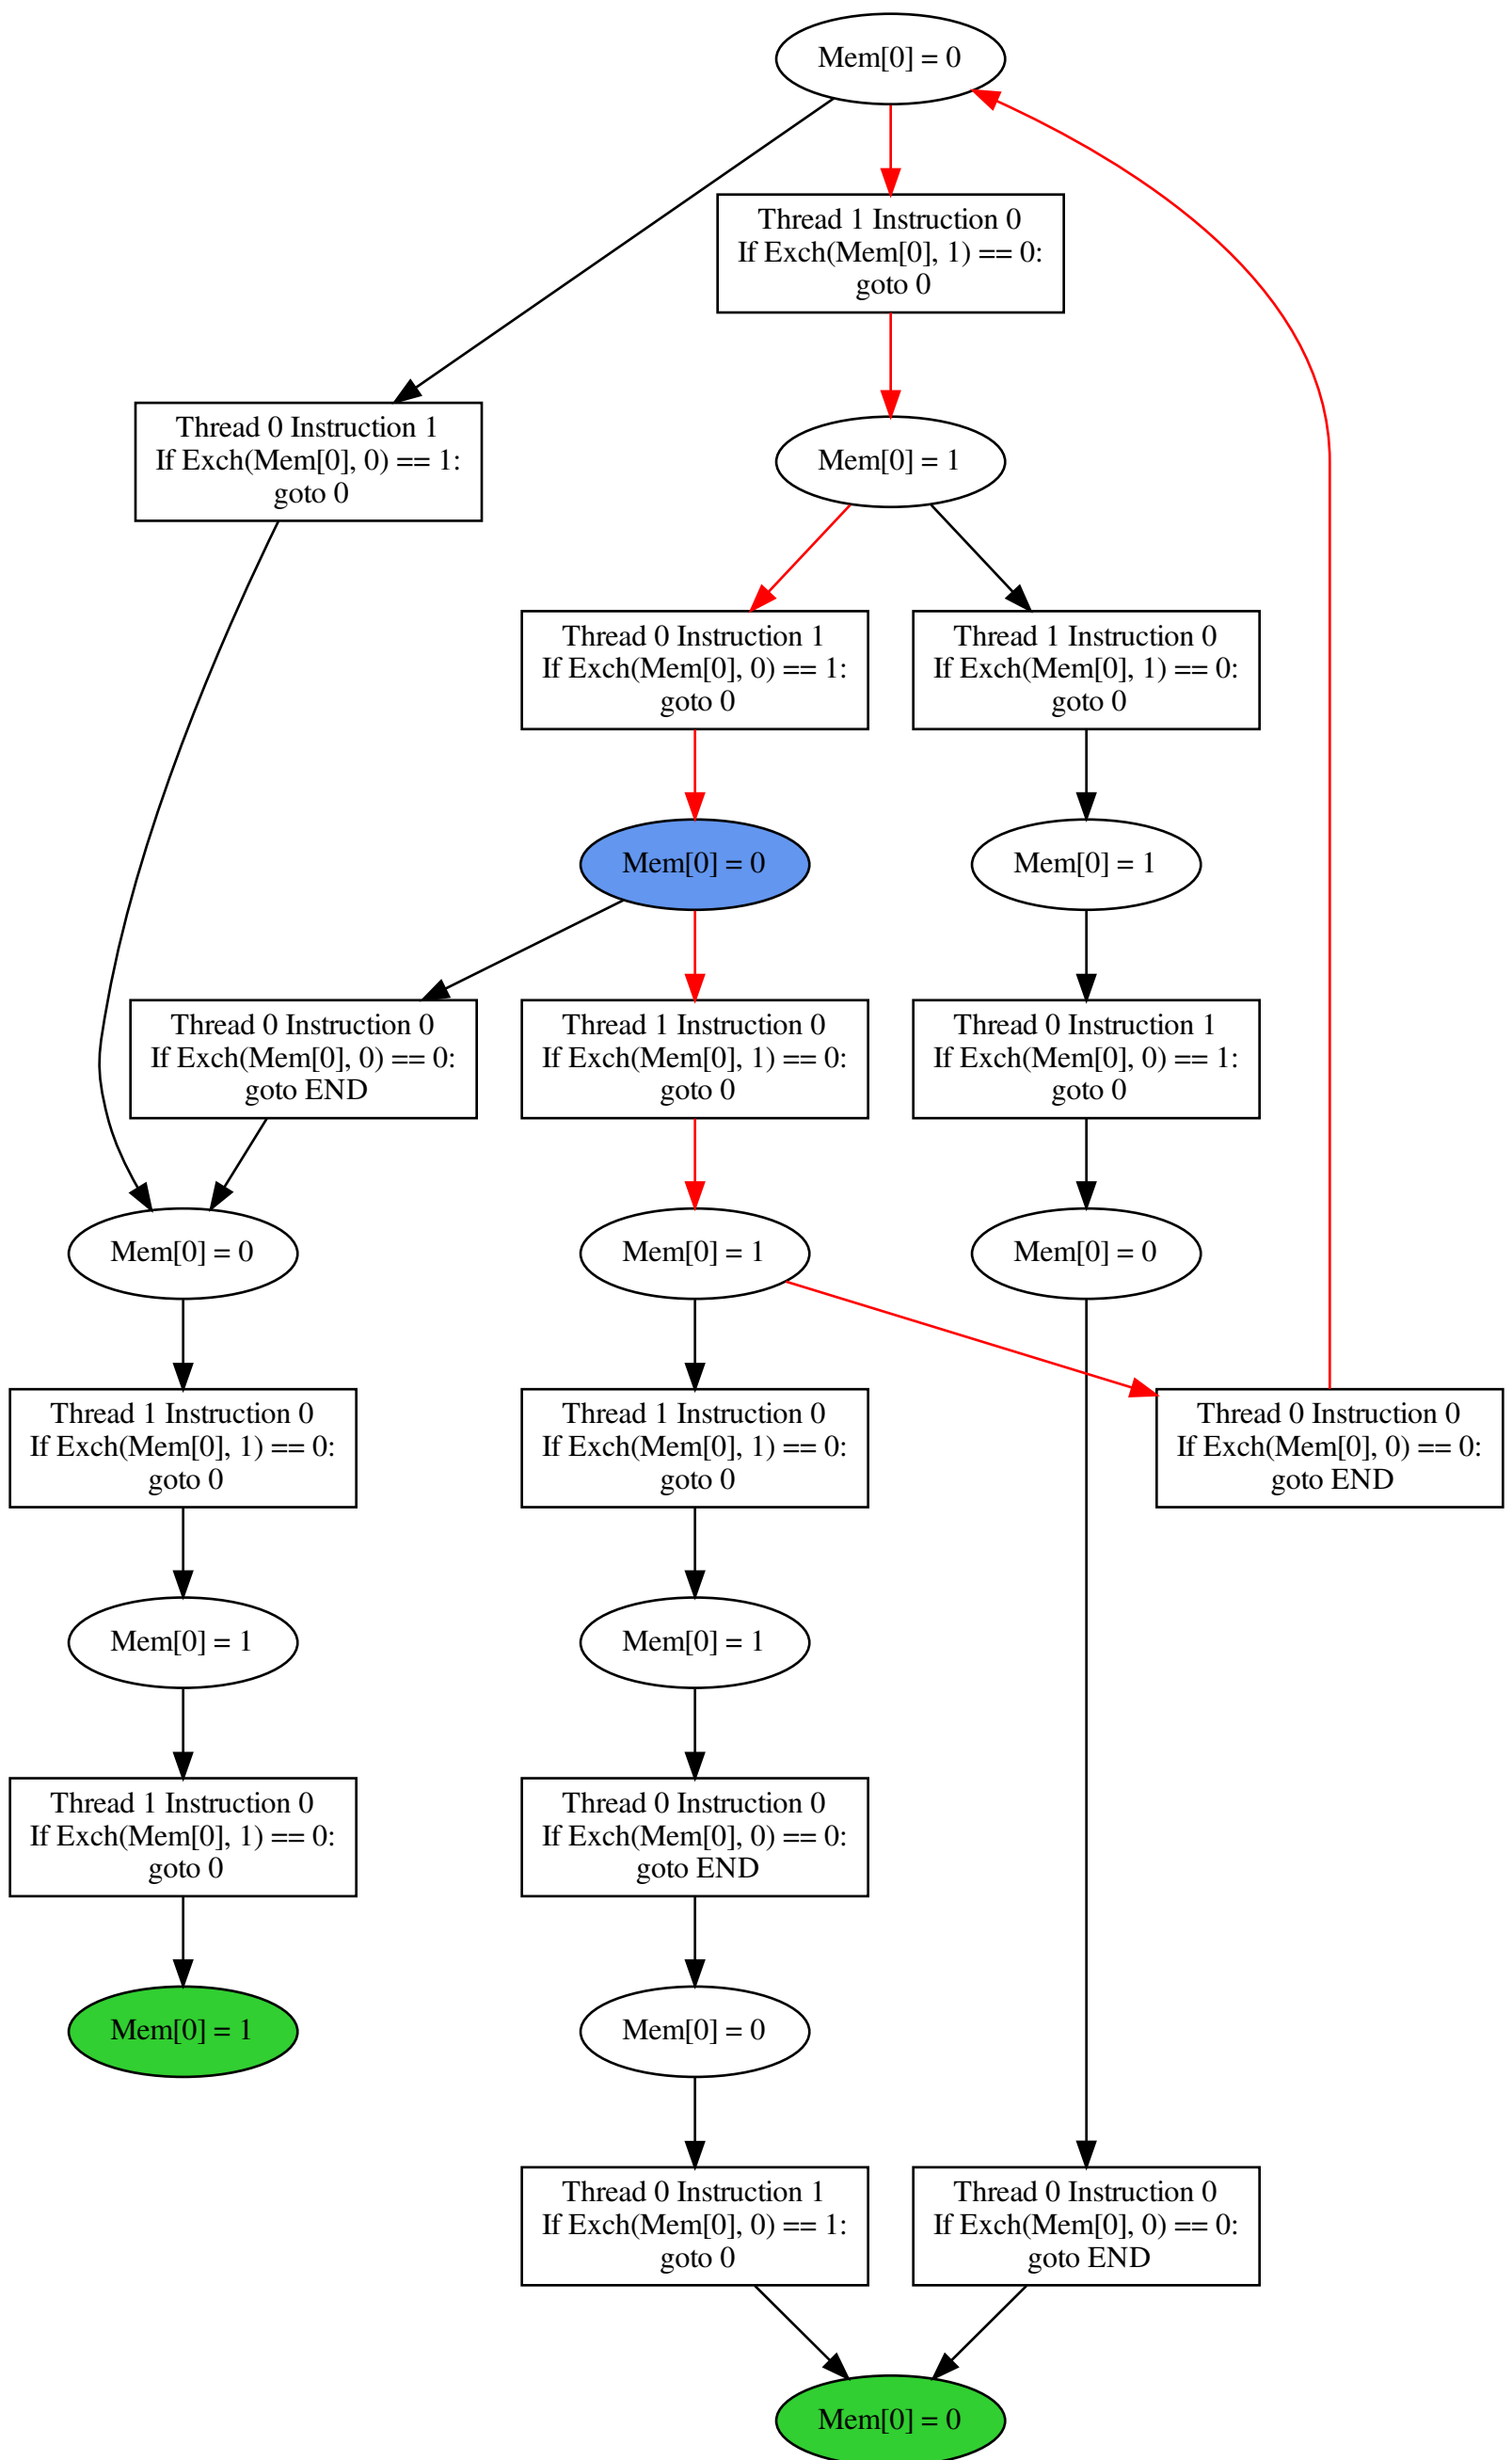 Mem[0] = 0
Thread 1 Instruction 0
If Exch(Mem[0], 1) == 0:
goto 0
Thread 0 Instruction 1
If Exch(Mem[0], 0) == 1:
goto 0
Mem[0] = 1
Thread 0 Instruction 1
If Exch(Mem[0], 0) == 1:
goto 0
Thread 1 Instruction 0
If Exch(Mem[0], 1) == 0:
goto 0
Mem[0] = 0
Mem[0] = 1
Thread 0 Instruction 0
If Exch(Mem[0], 0) == 0:
goto END
Thread 1 Instruction 0
If Exch(Mem[0], 1) == 0:
goto 0
Thread 0 Instruction 1
If Exch(Mem[0], 0) == 1:
goto 0
Mem[0] = 0
Mem[0] = 1
Mem[0] = 0
Thread 1 Instruction 0
If Exch(Mem[0], 1) == 0:
goto 0
Thread 1 Instruction 0
If Exch(Mem[0], 1) == 0:
goto 0
Thread 0 Instruction 0
If Exch(Mem[0], 0) == 0:
goto END
Mem[0] = 1
Mem[0] = 1
Thread 1 Instruction 0
If Exch(Mem[0], 1) == 0:
goto 0
Thread 0 Instruction 0
If Exch(Mem[0], 0) == 0:
goto END
Mem[0] = 1
Mem[0] = 0
Thread 0 Instruction 1
If Exch(Mem[0], 0) == 1:
goto 0
Thread 0 Instruction 0
If Exch(Mem[0], 0) == 0:
goto END
Mem[0] = 0